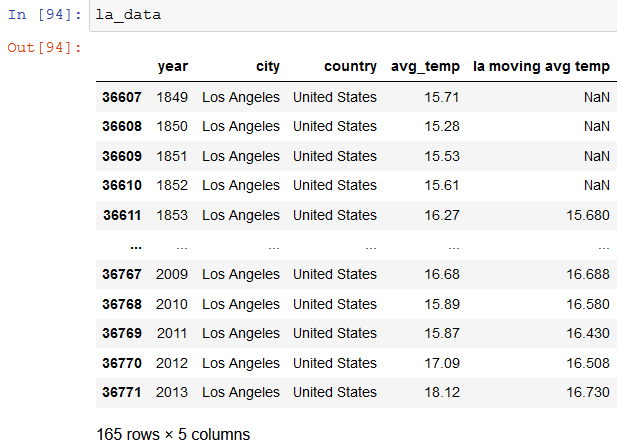 In [94]: la_data
Out[94]:
year city country avg_temp la moving avg temp
36607 1849 Los Angeles United States 15.71 NaN
36608 1850 Los Angeles United States 15.28 NaN
36609 1851 Los Angeles United States 15.53 NaN
36610 1852 Los Angeles United States 15.61 NaN
36611 1853 Los Angeles United States 16.27 15.680
... ... ... ... ... ...
36767 2009 Los Angeles United States 16.68 16.688
36768 2010 Los Angeles United States 15.89 16.580
36769 2011 Los Angeles United States 15.87 16.430
36770 2012 Los Angeles United States 17.09 16.508
36771 2013 Los Angeles United States 18.12 16.730
165 rows × 5 columns